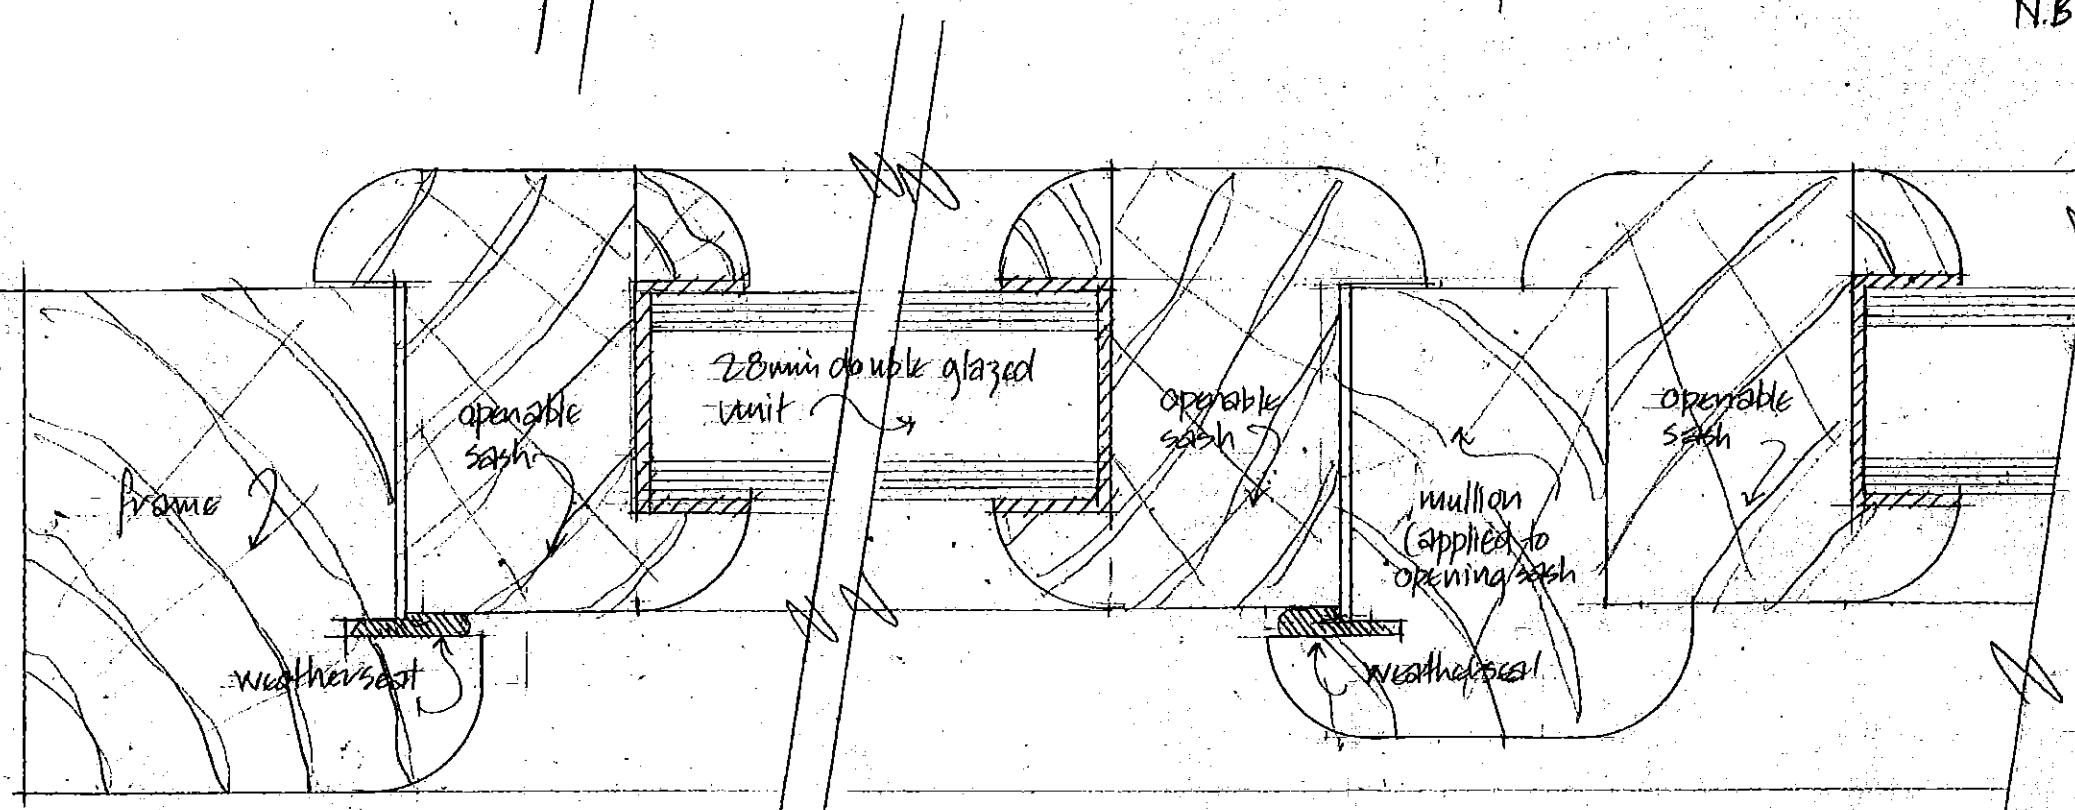 N.B
28mm double glazed
unit
openable
sash
openable
sash
openable
sash
frame
mullion
(applied to
opening sash
weatherseal
weatherseal